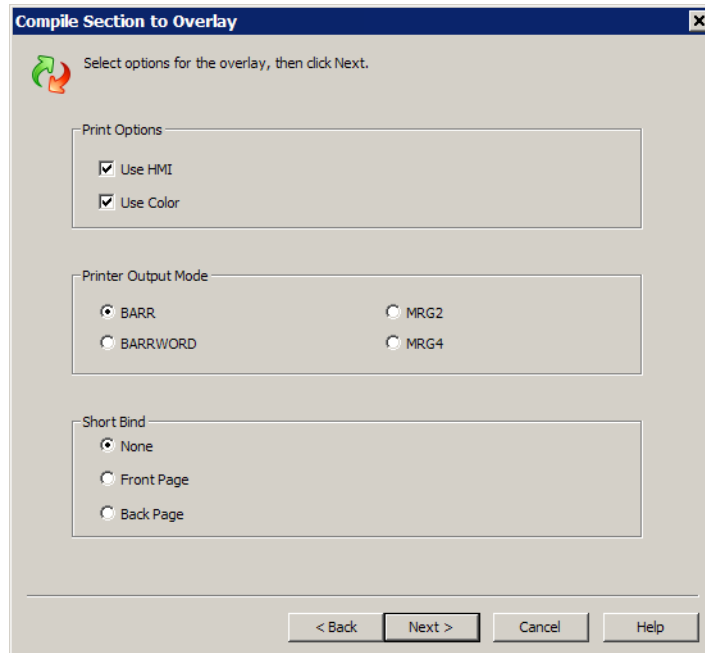 Compile Section to Overlay
Select options for the overlay, then click Next.
Print Options
Use HMI
Use Color
Printer Output Mode
BARR
MRG2
BARRWORD
MRG4
Short Bind
None
Front Page
Back Page
< Back
Next >
Cancel
Help